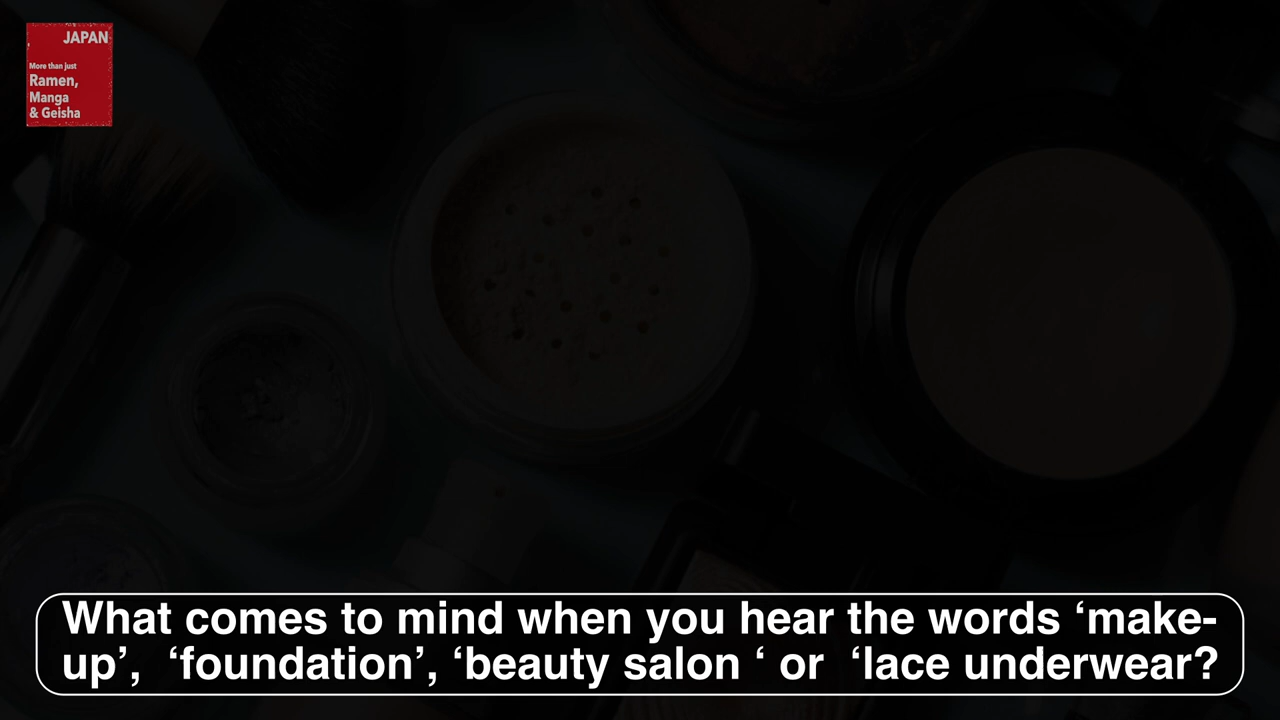 JAPAN
More than just
Ramen,
Manga
& Geisha
What comes to mind when you hear the words ‘make-
up’, ‘foundation’, ‘beauty salon ‘ or ‘lace underwear?